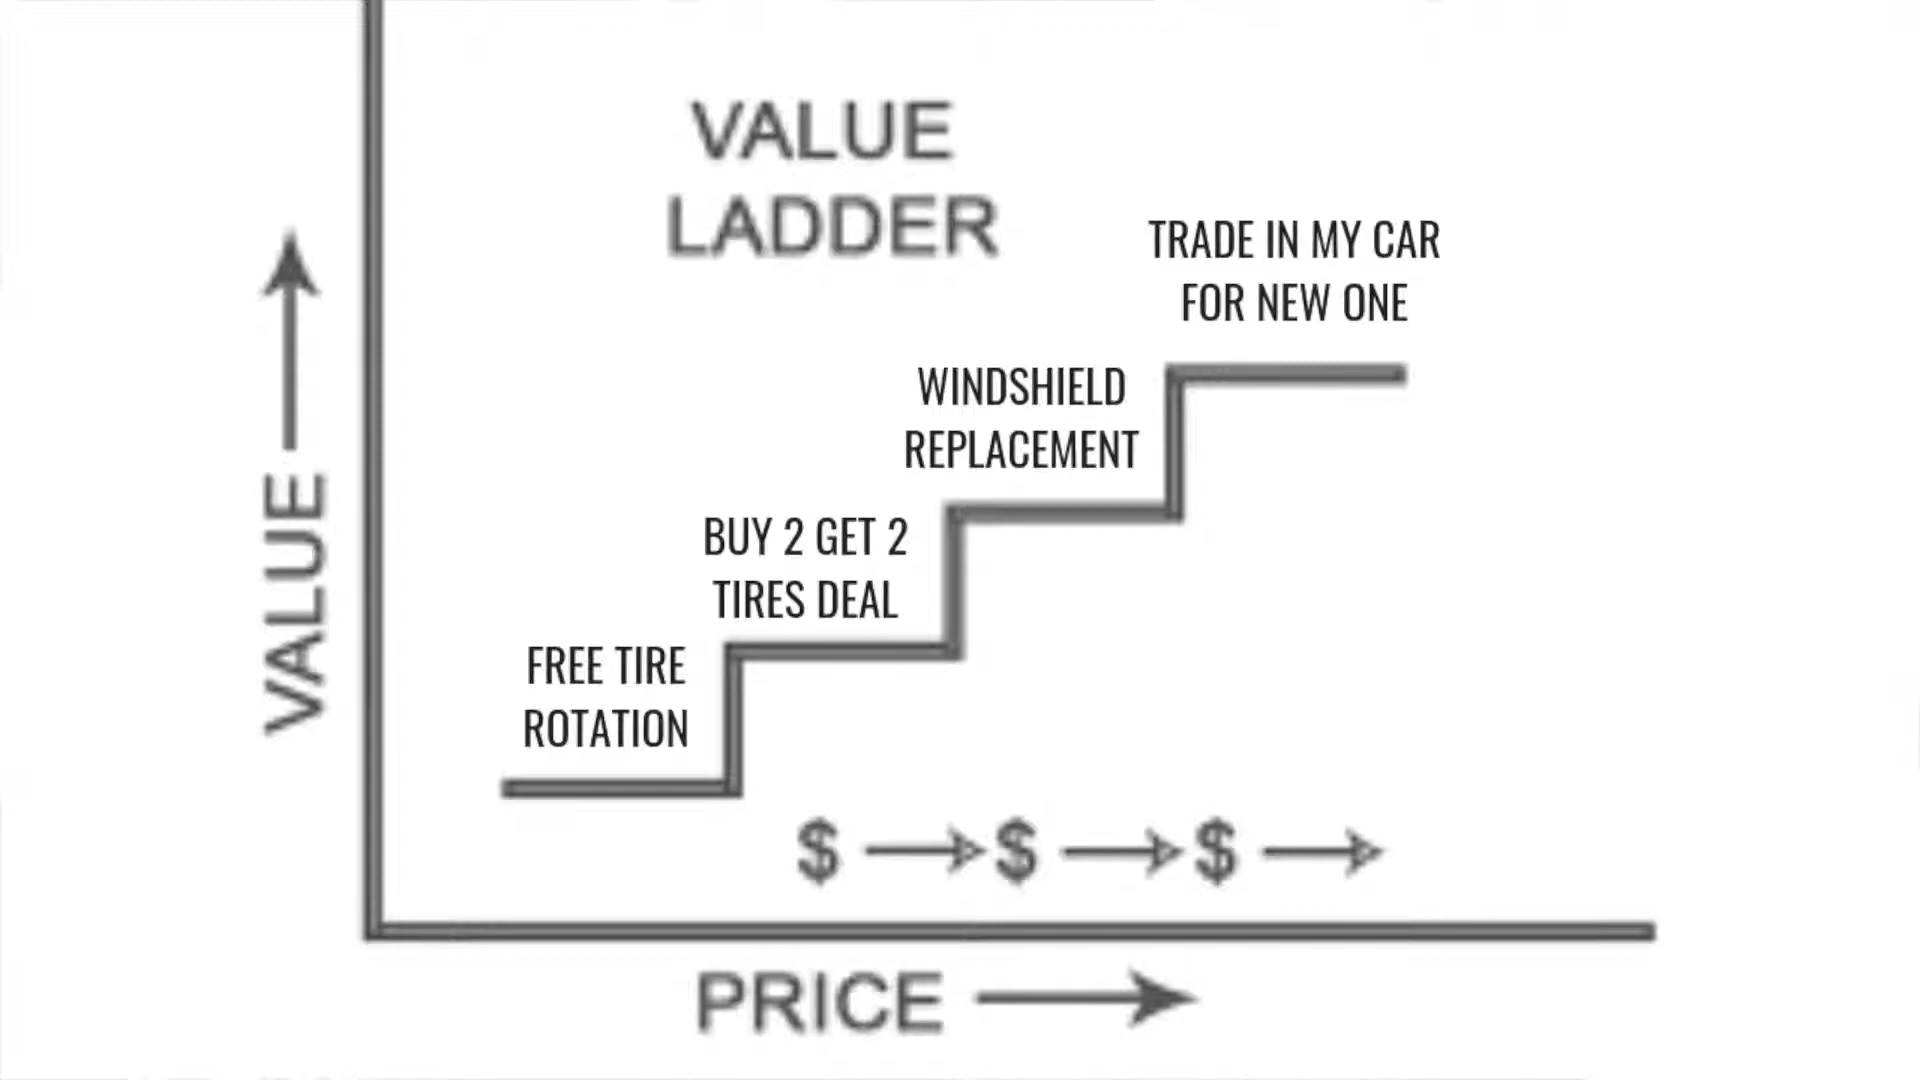 VALUE
LADDER
TRADE IN MY CAR
FOR NEW ONE
WINDSHIELD
REPLACEMENT
BUY 2 GET 2
TIRES DEAL
FREE TIRE
ROTATION
VALUE
$ $ $
PRICE